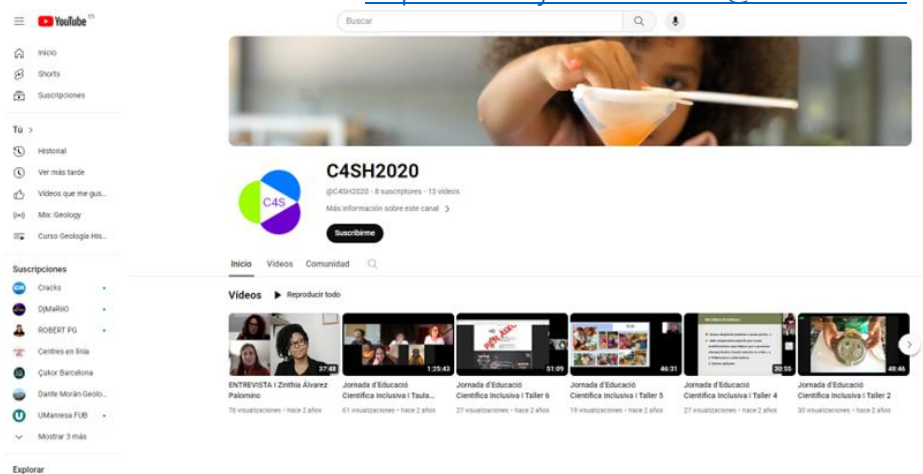 YouTube ES
Buscar
Inicio
Shorts
Suscripciones
Tú >
Historial
Ver más tarde
Vídeos que me gus...
Mix: Geology
Curso Geología His...
Suscripciones
Cracks
DjMaRiiO
ROBERT PG
Centres en línia
Çukor Barcelona
Dante Morán Geolo...
UManresa FUB
Mostrar 3 más
Explorar
C4S
C4SH2020
@C4SH2020 · 8 suscriptores · 13 vídeos
Más información sobre este canal >
Suscribirme
Inicio Vídeos Comunidad
Vídeos Reproducir todo
37:48
ENTREVISTA I Zinthia Álvarez
Palomino
76 visualizaciones · hace 2 años
1:25:43
Jornada d'Educació
Científica Inclusiva I Taula...
61 visualizaciones · hace 2 años
51:09
Jornada d'Educació
Científica Inclusiva I Taller 6
27 visualizaciones · hace 2 años
46:31
Jornada d'Educació
Científica Inclusiva I Taller 5
19 visualizaciones · hace 2 años
30:55
Jornada d'Educació
Científica Inclusiva I Taller 4
27 visualizaciones · hace 2 años
48:46
Jornada d'Educació
Científica Inclusiva I Taller 2
30 visualizaciones · hace 2 años